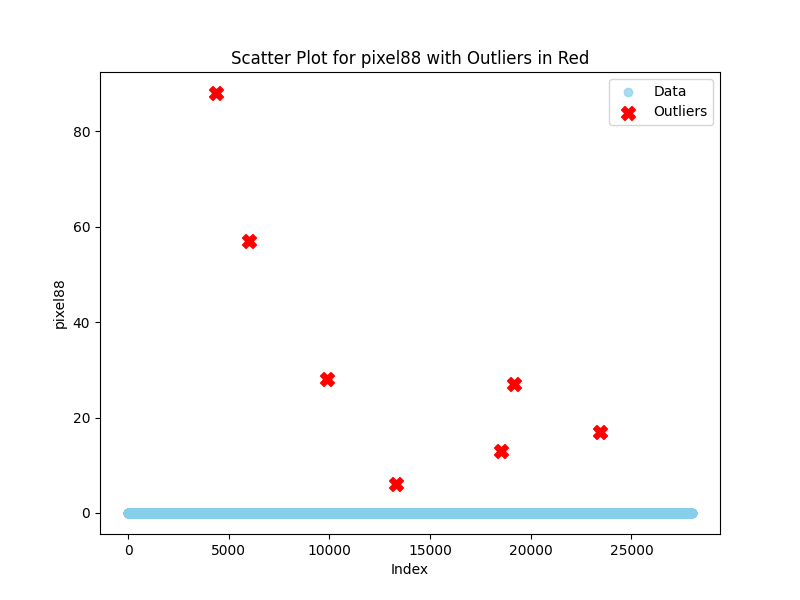 Scatter Plot for pixel88 with Outliers in Red
Data
Outliers
80
60
40
20
0
pixel88
0 5000 10000 15000 20000 25000
Index